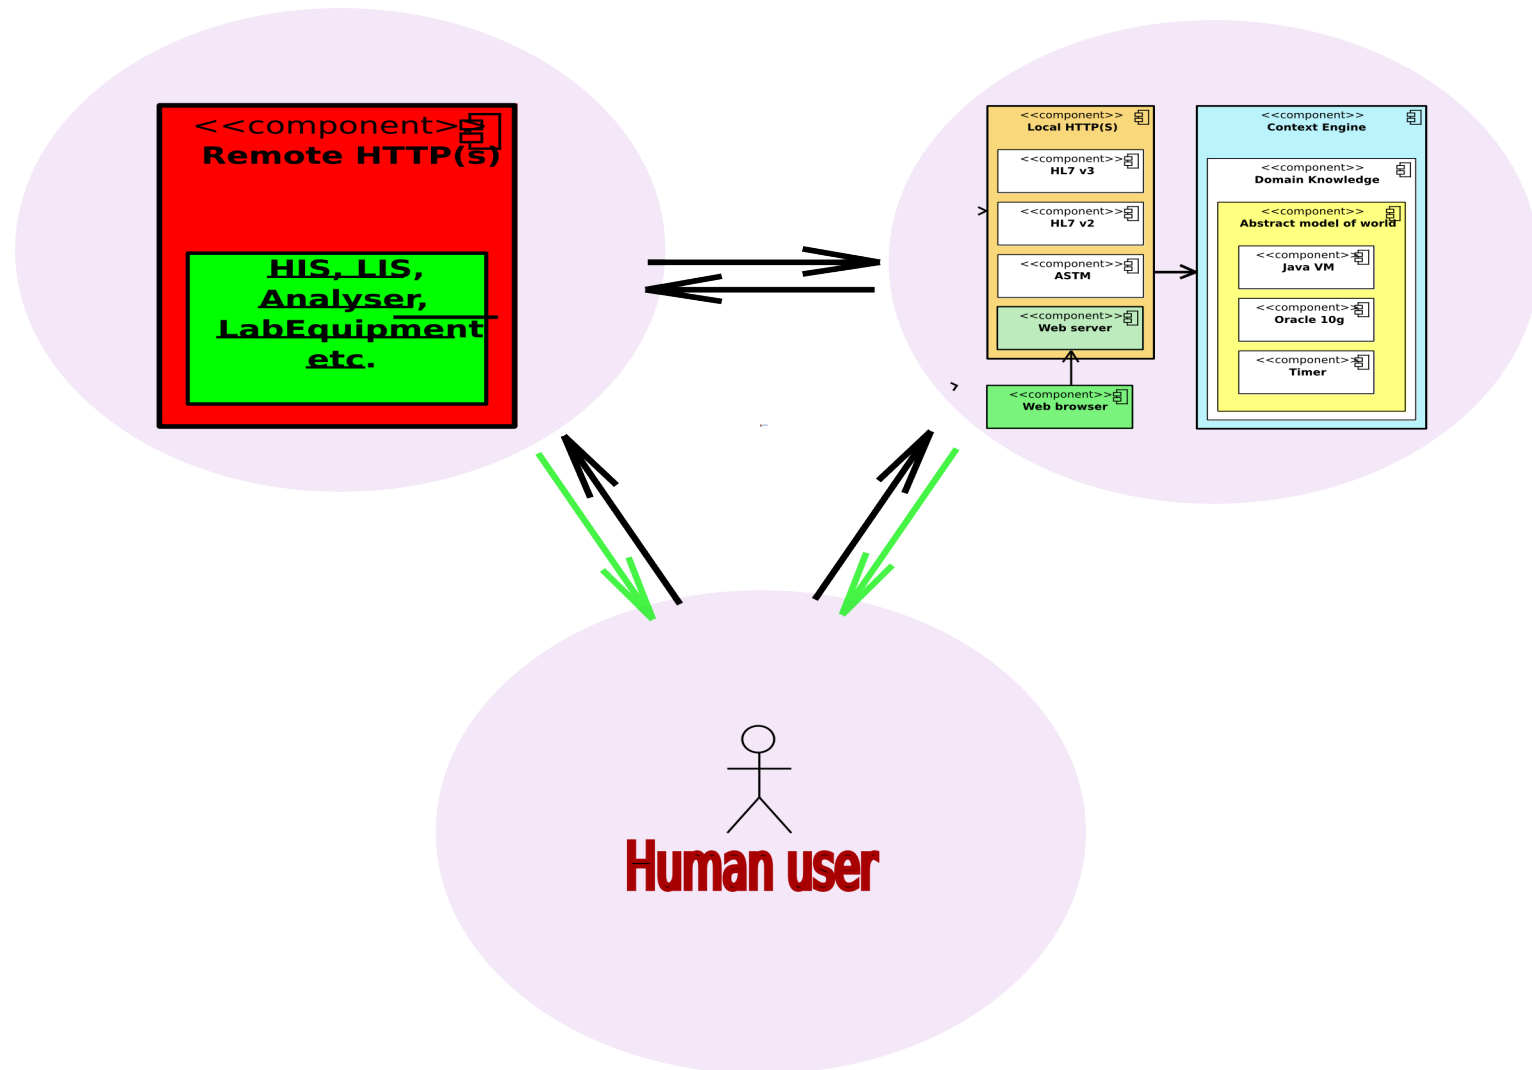 <<component>>
Remote HTTP(s)
HIS, LIS,
Analyser,
LabEquipment
etc.
<<component>>
Local HTTP(S)
<<component>>
HL7 v3
<<component>>
HL7 v2
<<component>>
ASTM
<<component>>
Web server
<<component>>
Web browser
<<component>>
Context Engine
<<component>>
Domain Knowledge
<<component>>
Abstract model of world
<<component>>
Java VM
<<component>>
Oracle 10g
<<component>>
Timer
Human user